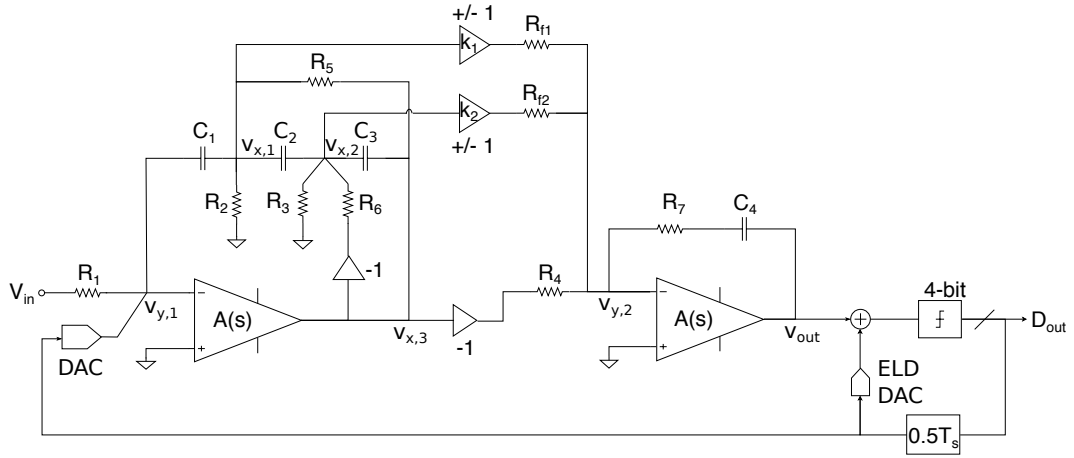 +/- 1
k1
Rf1
R5
k2
Rf2
+/- 1
C1
vx,1
C2
vx,2
C3
R2
R3
R6
R7
C4
-1
Vin
R1
R4
4-bit
vy,1
A(s)
vx,3
-1
vy,2
A(s)
vout
Dout
DAC
ELD
DAC
0.5Ts